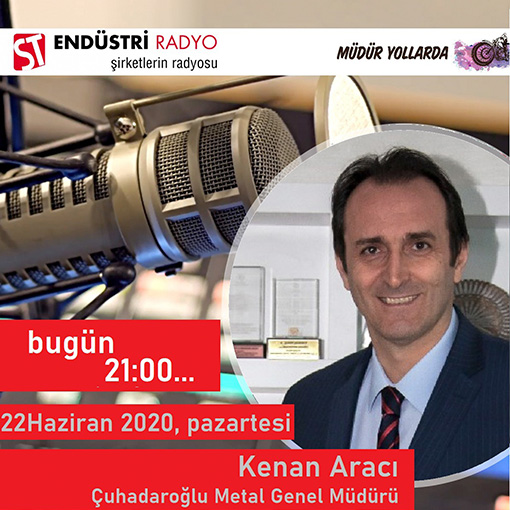 ST ENDÜSTRİ RADYO
şirketlerin radyosu
MÜDÜR YOLLARDA
bugün
21:00...
22Haziran 2020, pazartesi
Kenan Aracı
Çuhadaroğlu Metal Genel Müdürü